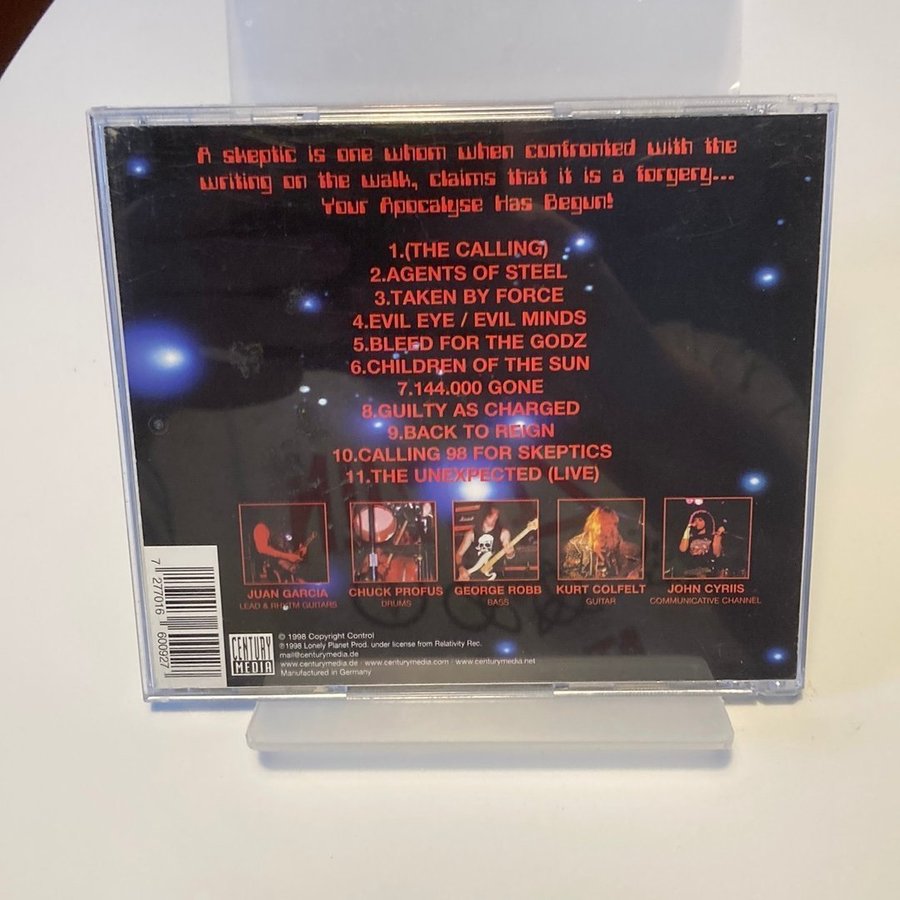 A skeptic is one whom when confronted with the
writing on the walk, claims that it is a forgery...
Your Apocalyse Has Begun!
1.(THE CALLING)
2.AGENTS OF STEEL
3.TAKEN BY FORCE
4.EVIL EYE / EVIL MINDS
5.BLEED FOR THE GODZ
6.CHILDREN OF THE SUN
7.144.000 GONE
8.GUILTY AS CHARGED
9.BACK TO REIGN
10.CALLING 98 FOR SKEPTICS
11.THE UNEXPECTED (LIVE)
JUAN GARCIA
LEAD & RHYTM GUITARS
CHUCK PROFUS
DRUMS
GEORGE ROBB
BASS
KURT COLFELT
GUITAR
JOHN CYRIIS
COMMUNICATIVE CHANNEL
7 277016 600927
CENTURY
MEDIA
© 1998 Copyright Control
℗1998 Lonely Planet Prod. under license from Relativity Rec.
mail@centurymedia.de
www.centurymedia.de · www.centurymedia.com · www.centurymedia.net
Manufactured in Germany